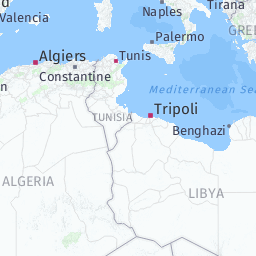 d
Naples
Tirana
Valencia
Palermo
GREE
Algiers
Tunis
Constantine
Mediterranean Sea
n
Tripoli
TUNISIA
Benghazi
ALGERIA
LIBYA